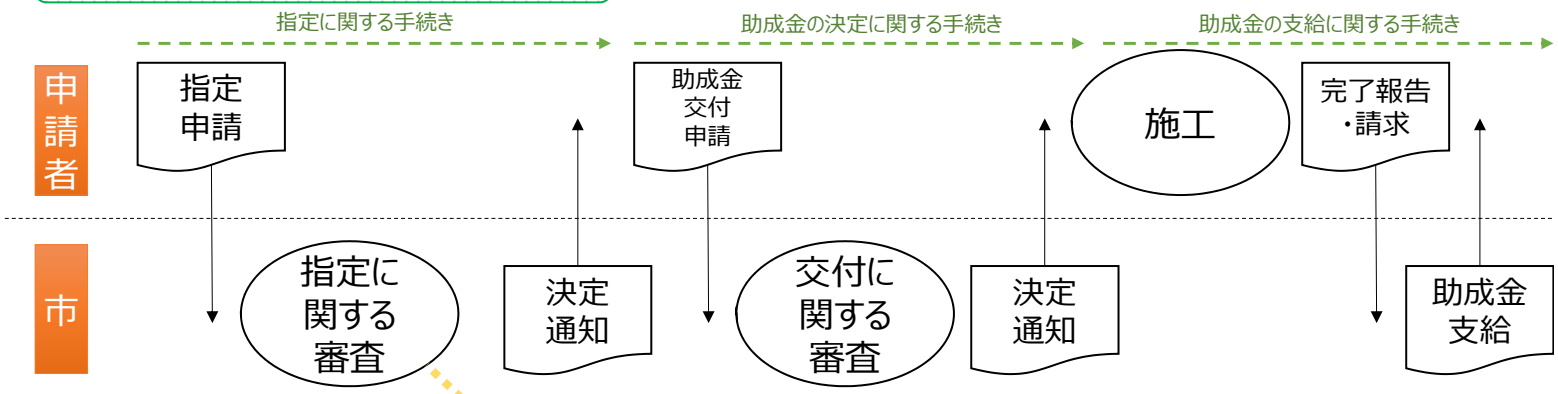 指定に関する手続き
助成金の決定に関する手続き
助成金の支給に関する手続き
申請者
指定
申請
助成金
交付
申請
施工
完了報告
・請求
市
指定に
関する
審査
決定
通知
交付に
関する
審査
決定
通知
助成金
支給